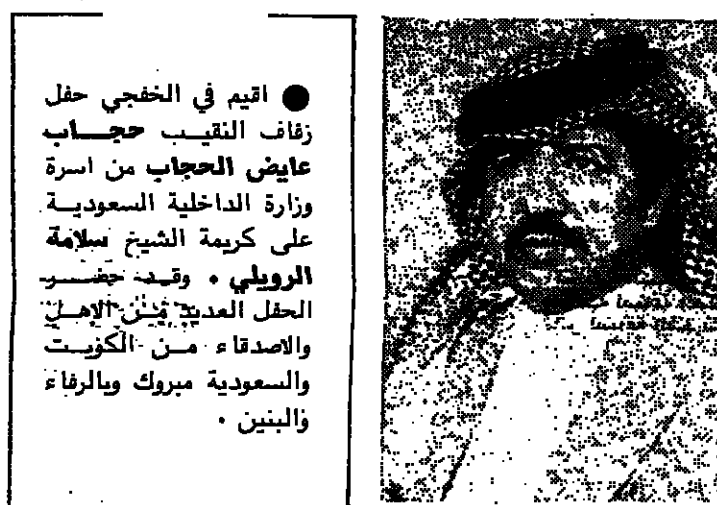 ● اقيم في الخفجي حفل
زفاف النقيب حجاب
عايض الحجاب من اسرة
وزارة الداخلية السعودية
على كريمة الشيخ سلامة
الرويلي . وقد حضر
الحفل العديد من الاهل
والاصدقاء من الكويت
والسعودية مبروك وبالرفاء
والبنين .